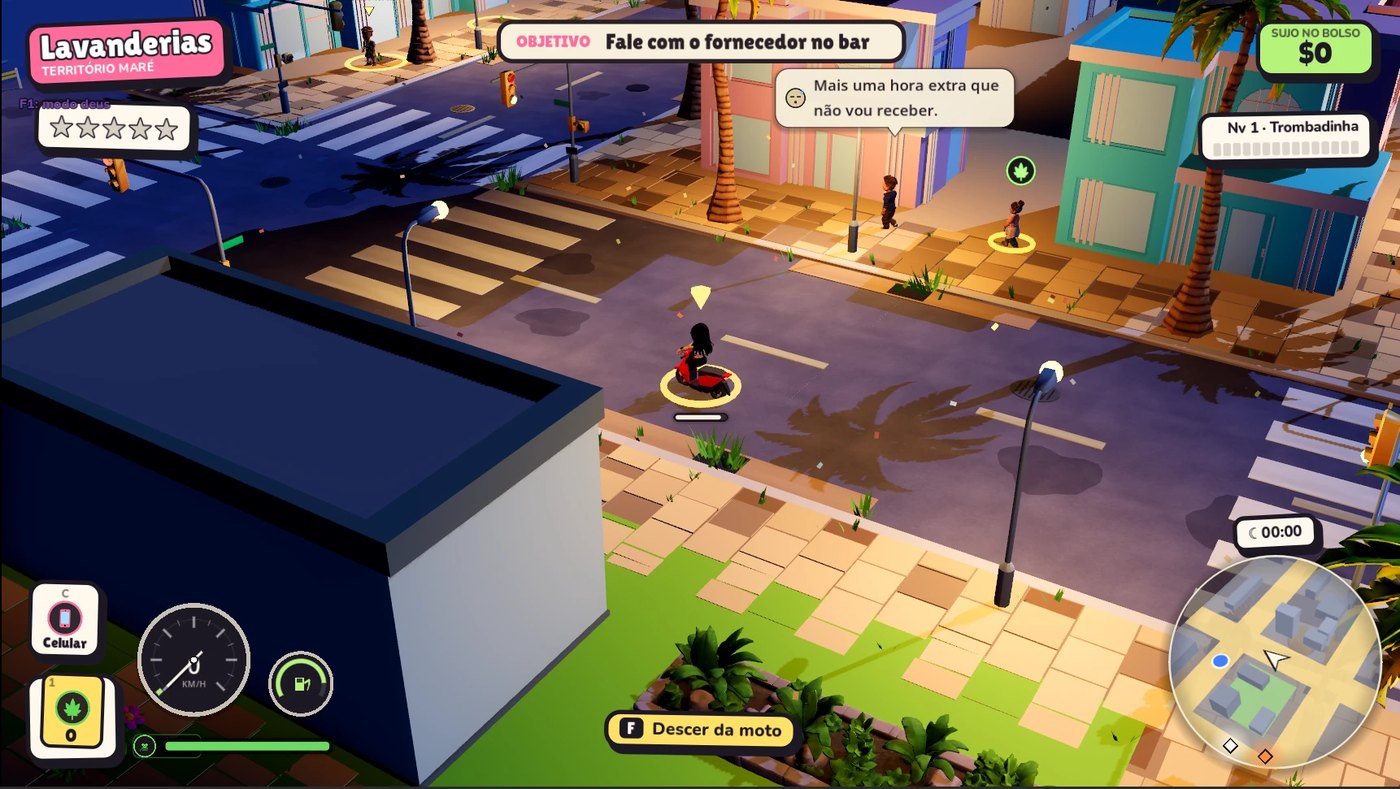 Lavanderias
TERRITÓRIO MARÉ
F1: modo deus
OBJETIVO Fale com o fornecedor no bar
Mais uma hora extra que
não vou receber.
SUJO NO BOLSO
$0
Nv 1 · Trombadinha
00:00
C
Celular
1
0
0
KM/H
F Descer da moto